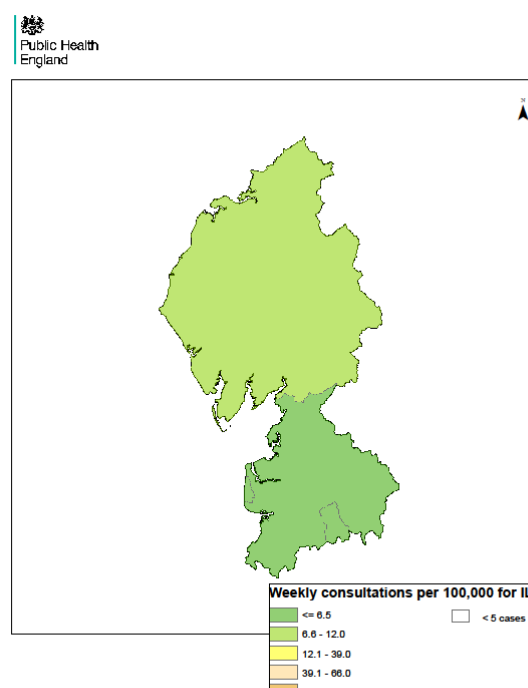 Public Health
England
Weekly consultations per 100,000 for IL
<= 6.5
< 5 cases
6.6 - 12.0
12.1 - 39.0
39.1 - 66.0